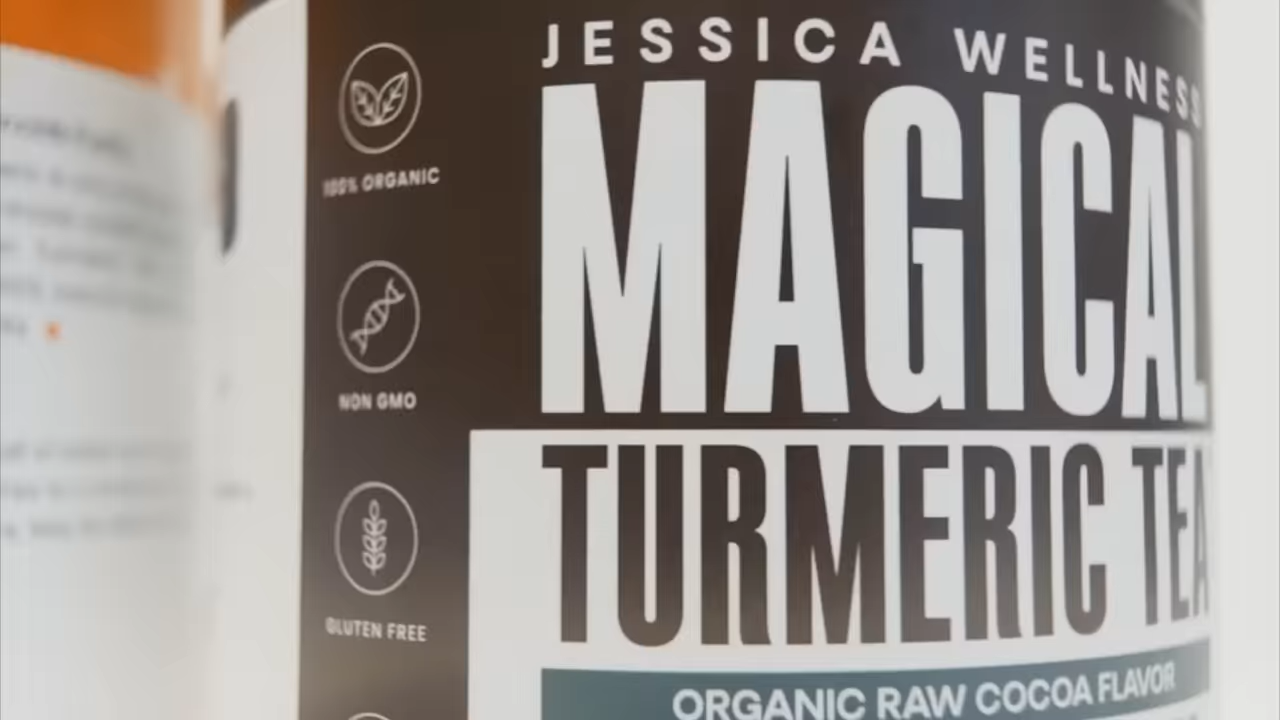 JESSICA WELLNESS
MAGICAL
TURMERIC TEA
ORGANIC RAW COCOA FLAVOR
100% ORGANIC
NON GMO
GLUTEN FREE